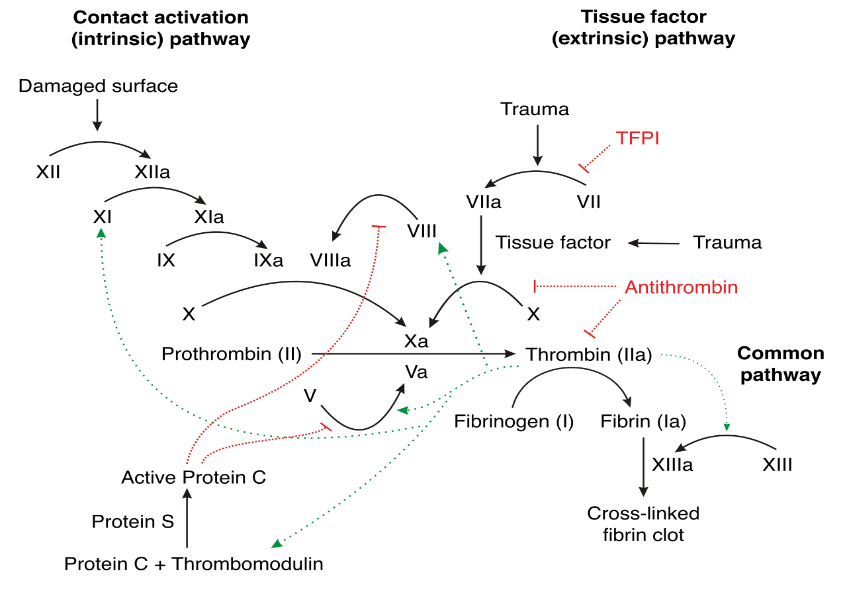 Contact activation
(intrinsic) pathway
Tissue factor
(extrinsic) pathway
Damaged surface
Trauma
TFPI
XII
XIIa
VIIa
VII
XI
XIa
VIII
Tissue factor
Trauma
IX
IXa
VIIIa
Antithrombin
X
X
Xa
Prothrombin (II)
Thrombin (IIa)
Common
pathway
Va
V
Fibrinogen (I)
Fibrin (Ia)
XIIIa
XIII
Active Protein C
Protein S
Cross-linked
fibrin clot
Protein C + Thrombomodulin